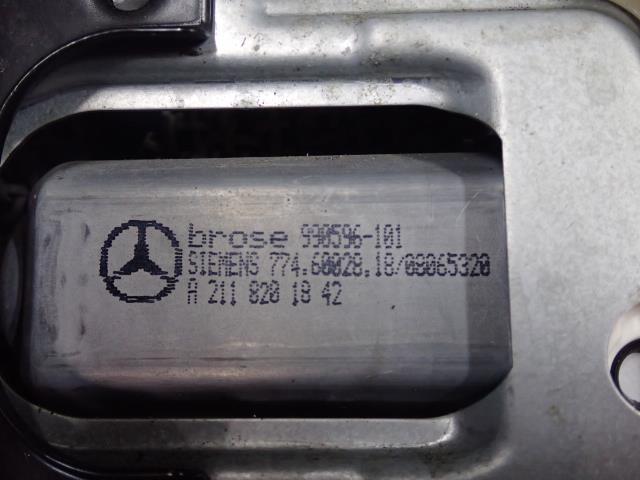 brose 990596-101
SIEMENS 774.60028.18/08065320
A 211 820 18 42